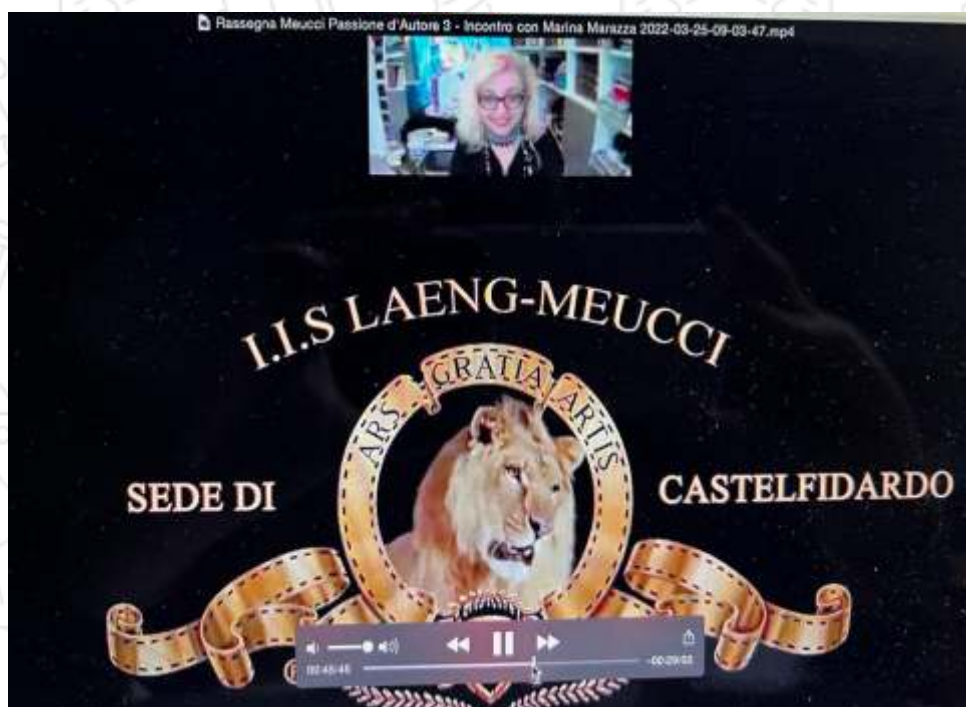 Rassegna Meucci Passione d'Autore 3 - Incontro con Marina Marazza 2022-03-25-09-03-47.mp4
I.I.S LAENG-MEUCCI
ARS GRATIA ARTIS
SEDE DI
CASTELFIDARDO